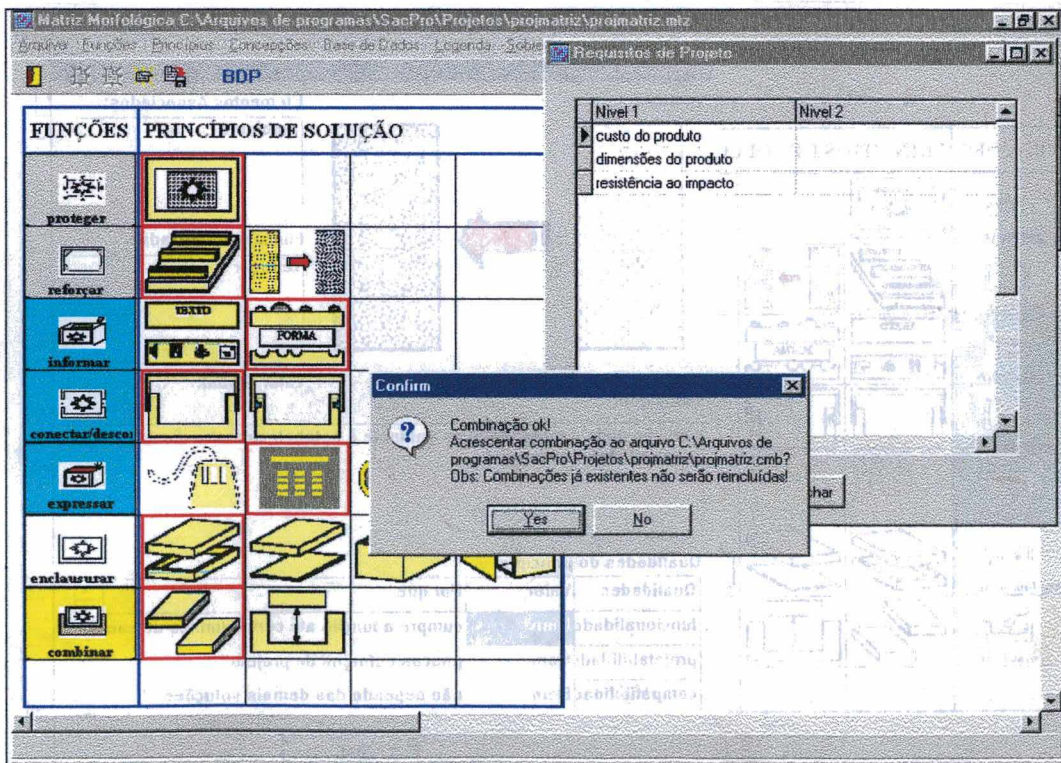 Matriz Morfológica C:\Arquivos de programas\SacPro\Projetos\projmatriz\projmatriz.mtz
Arquivo Funções Princípios Concepções Base de Dados Legenda Sobre
BDP
FUNÇÕES PRINCÍPIOS DE SOLUÇÃO
proteger
reforçar
TEXTO
FORMA
informar
conectar/desco
expressar
enclausurar
combinar
Requisitos de Projeto
Nivel 1 Nivel 2
custo do produto
dimensões do produto
resistência ao impacto
char
Confirm
Combinação ok!
Acrescentar combinação ao arquivo C:\Arquivos de
programas\SacPro\Projetos\projmatriz\projmatriz.cmb?
Obs: Combinações já existentes não serão reincluídas!
Yes No